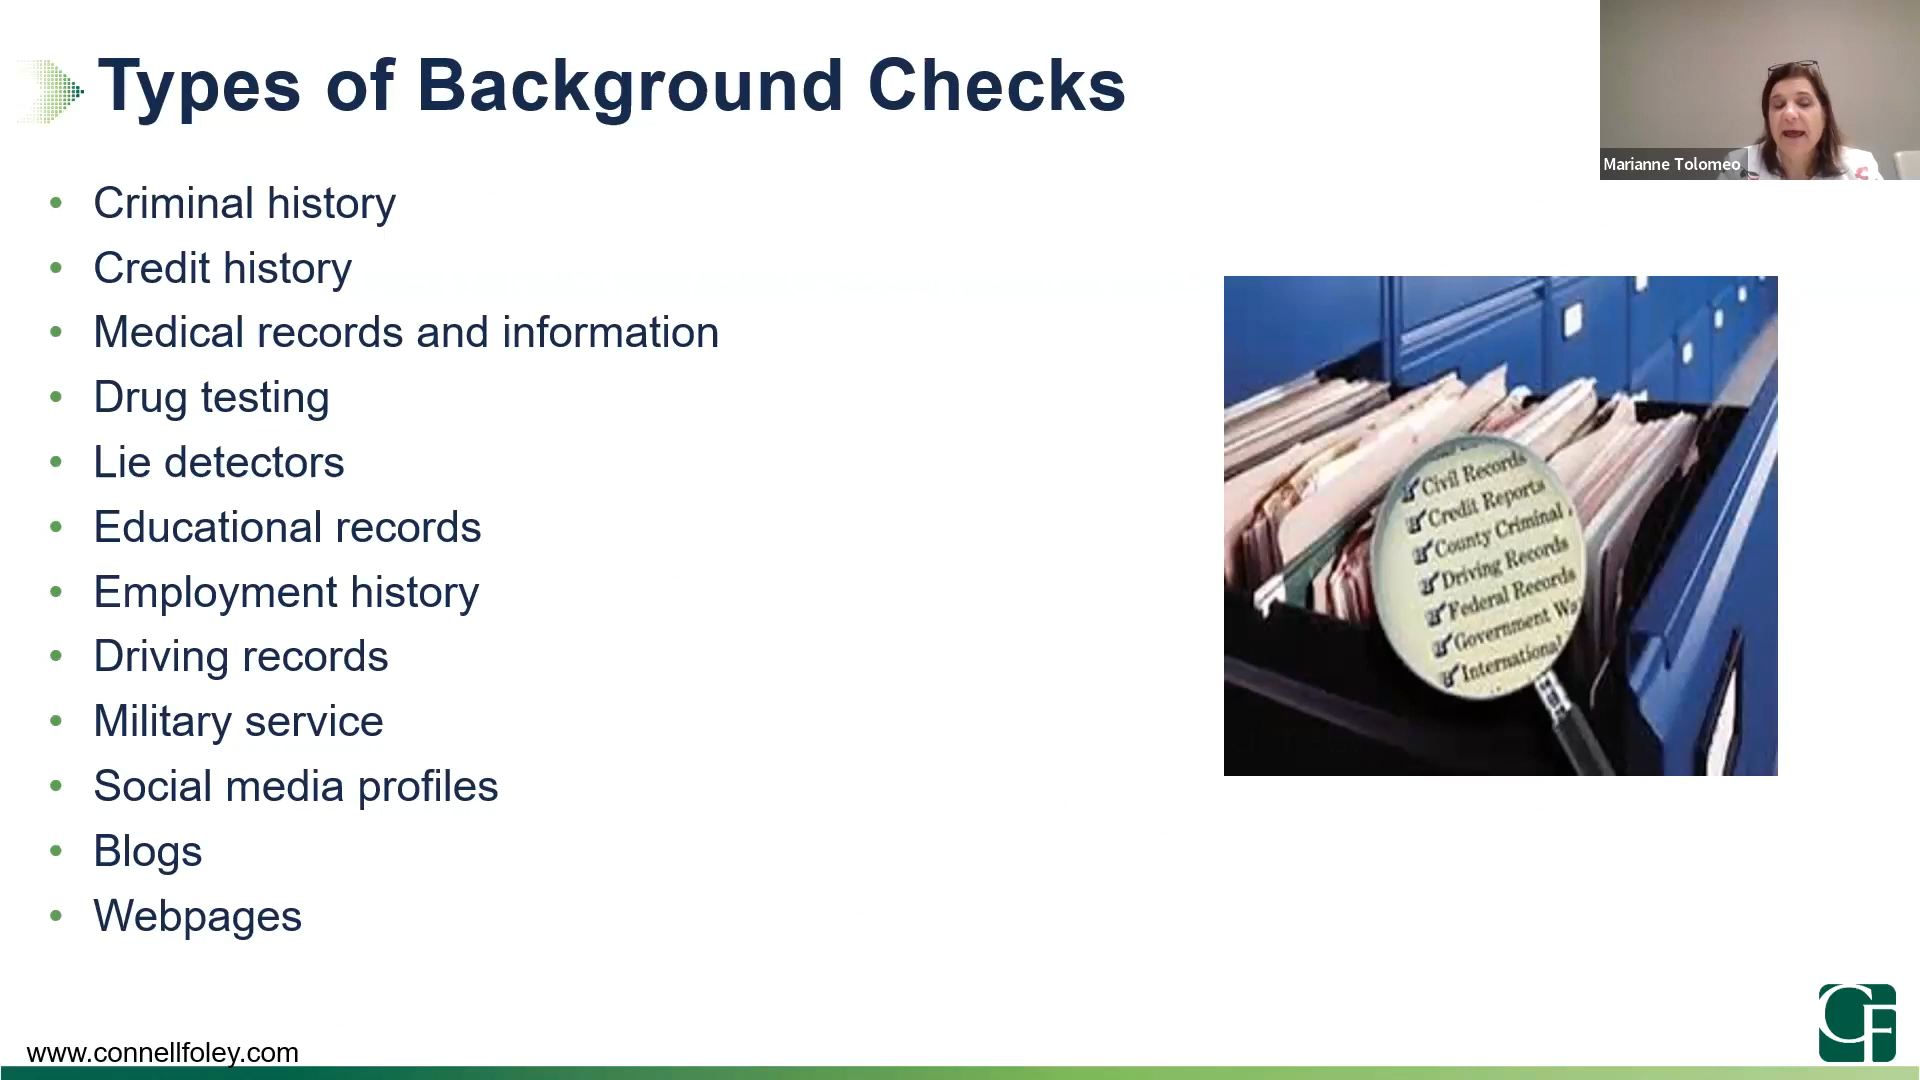 Types of Background Checks
Marianne Tolomeo
• Criminal history
• Credit history
• Medical records and information
• Drug testing
• Lie detectors
• Educational records
• Employment history
• Driving records
• Military service
• Social media profiles
• Blogs
• Webpages
Civil Records
Credit Reports
County Criminal
Driving Records
Federal Records
Government
International
www.connellfoley.com
CF